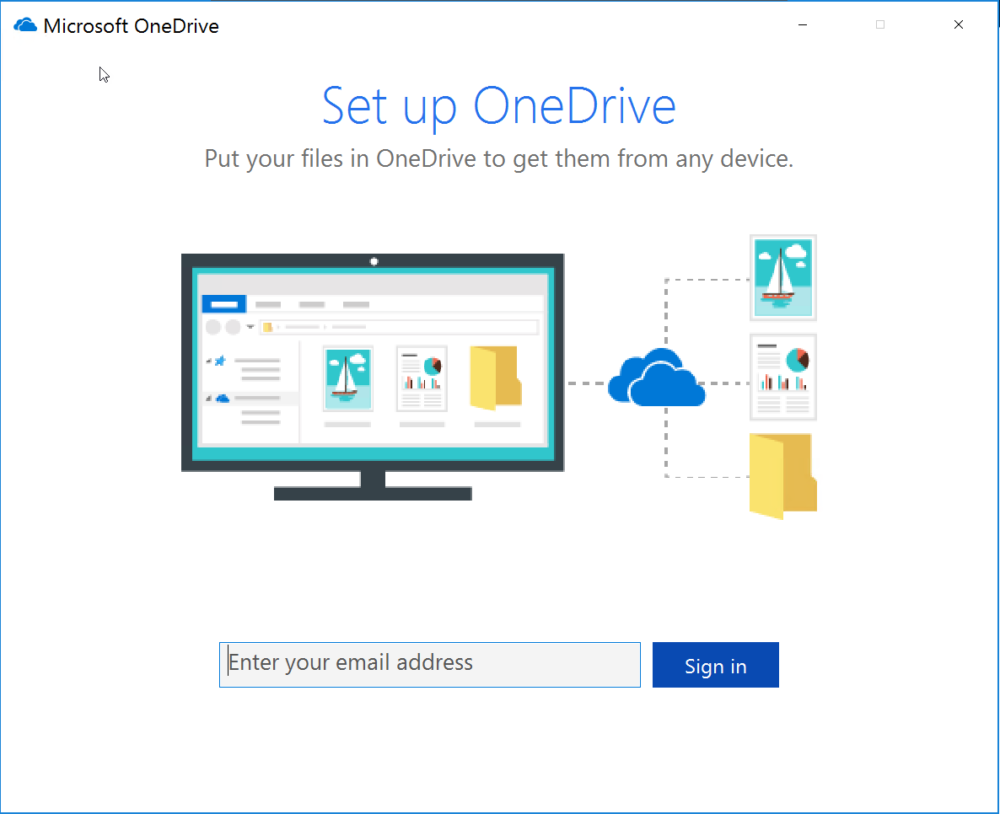 Microsoft OneDrive
Set up OneDrive
Put your files in OneDrive to get them from any device.
Enter your email address
Sign in